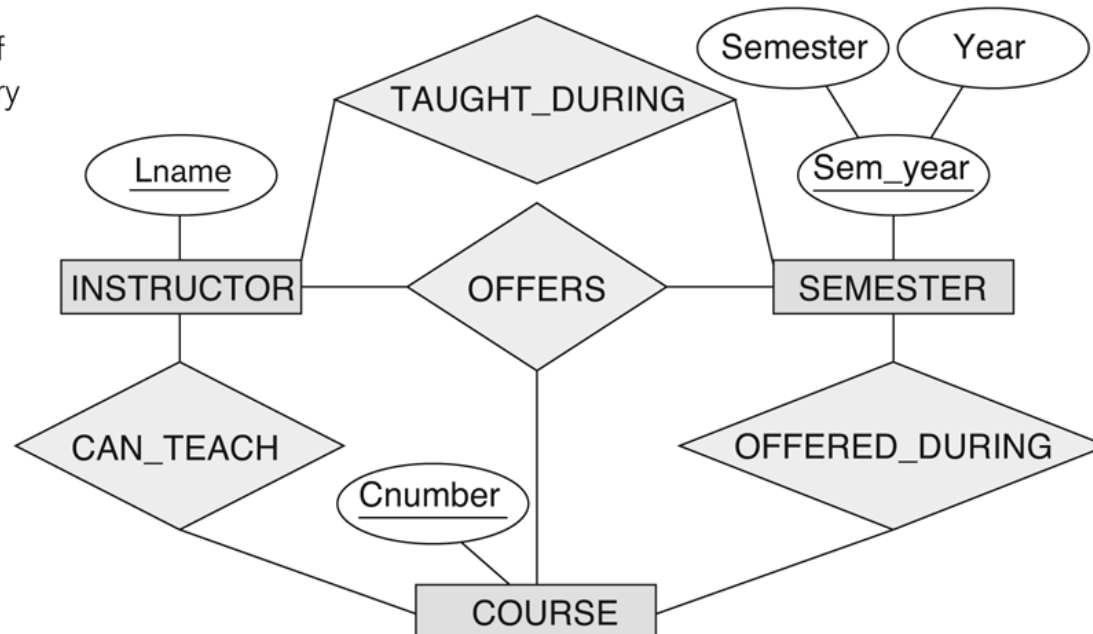 Semester
Year
TAUGHT_DURING
Lname
Sem_year
INSTRUCTOR
OFFERS
SEMESTER
CAN_TEACH
OFFERED_DURING
Cnumber
COURSE